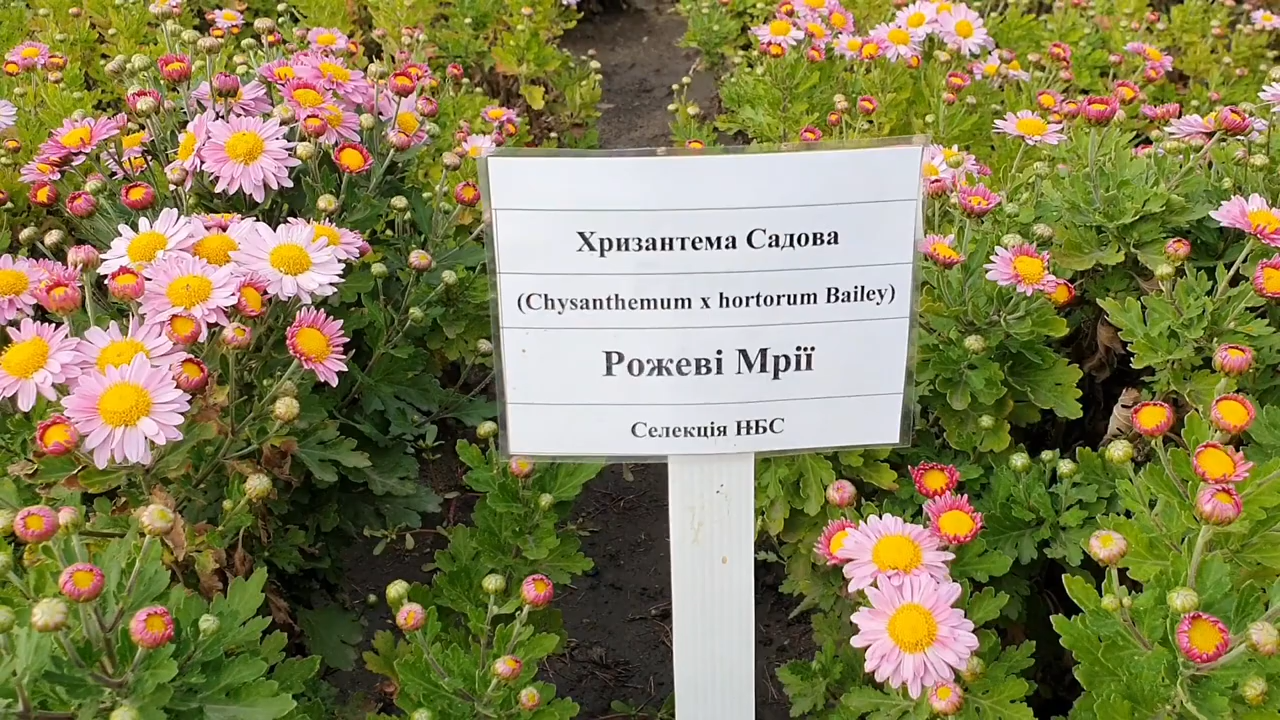 Хризантема Садова
(Chysanthemum x hortorum Bailey)
Рожеві Мрії
Селекція НБС